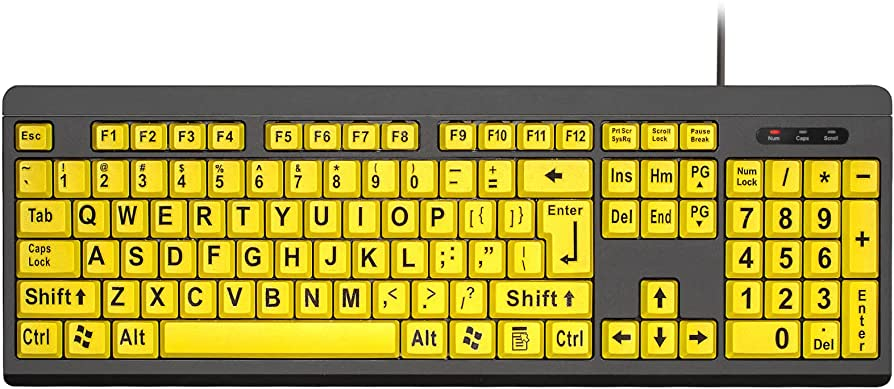 Esc F1 F2 F3 F4 F5 F6 F7 F8 F9 F10 F11 F12 Prt Scr SysRq Scroll Lock Pause Break Num Caps Scroll
~ ` ! 1 @ 2 # 3 $ 4 % 5 ^ 6 & 7 * 8 ( 9 ) 0 _ - + = ← Ins Hm PG ▲ Num Lock / * −
Tab Q W E R T Y U I O P [ { ] } Enter Del End PG ▼ 7 8 9 +
Caps Lock A S D F G H J K L ; : ' " | \ 4 5 6
Shift ⬆ Z X C V B N M , < . > / ? Shift ⬆ ↑ 1 2 3 Enter
Ctrl Alt Alt Ctrl ← ↓ → 0 . Del